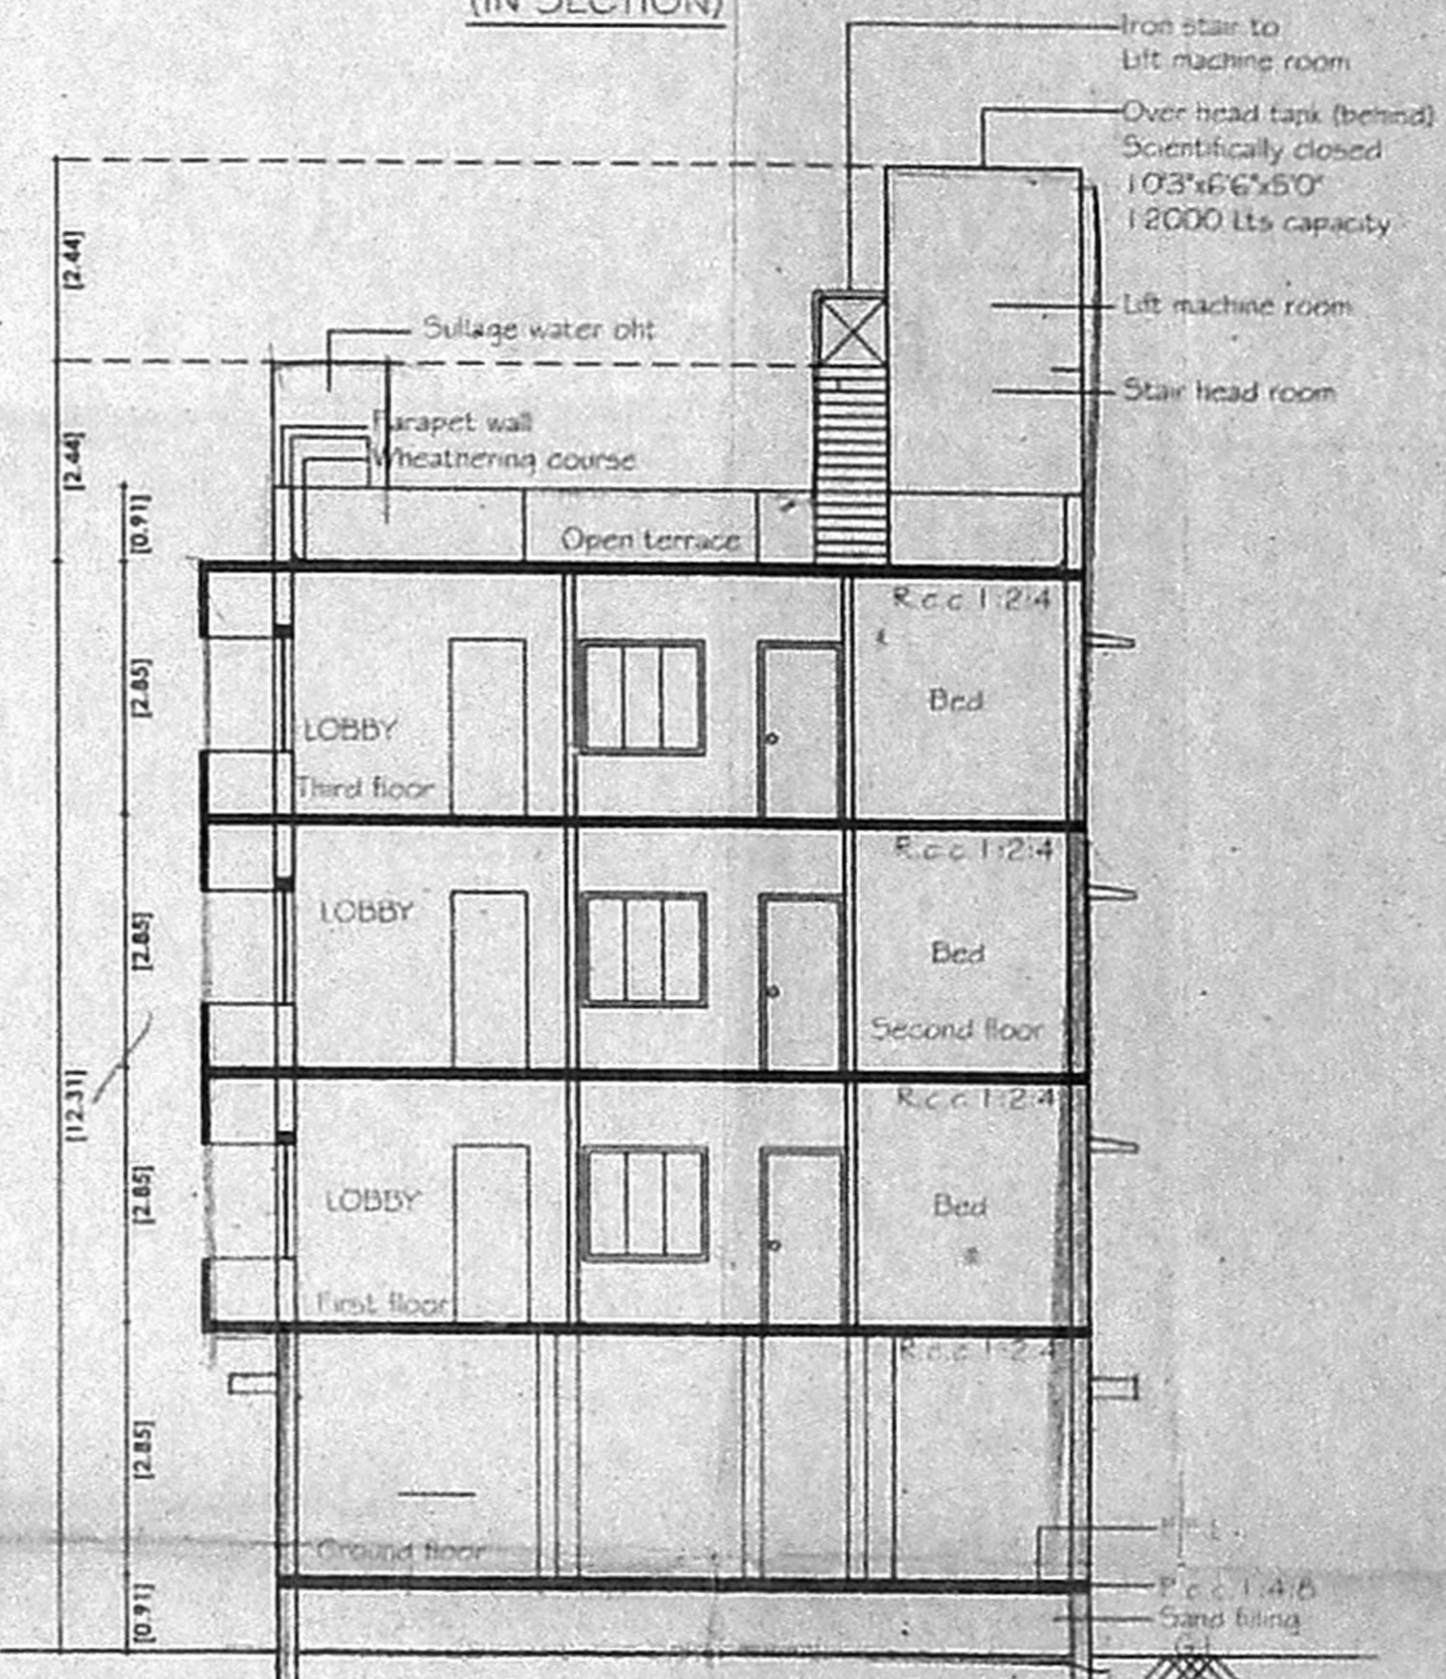 (IN SECTION)
Iron stair to
Lift machine room
Over head tank (behind)
Scientifically closed
10'3"x6'6"x5'0"
12000 Lts capacity
[2.44]
Lift machine room
Sullage water oht
Stair head room
Parapet wall
Wheathering course
[2.44]
[0.91]
Open terrace
R.c.c 1:2:4
[2.85]
Bed
LOBBY
Third floor
R.c.c 1:2:4
LOBBY
[2.85]
Bed
Second floor
[12.31]
R.c.c 1:2:4
[2.85]
LOBBY
Bed
First floor
R.c.c 1:2:4
[2.85]
Ground floor
P.c.c 1:4:8
[0.91]
Sand filling